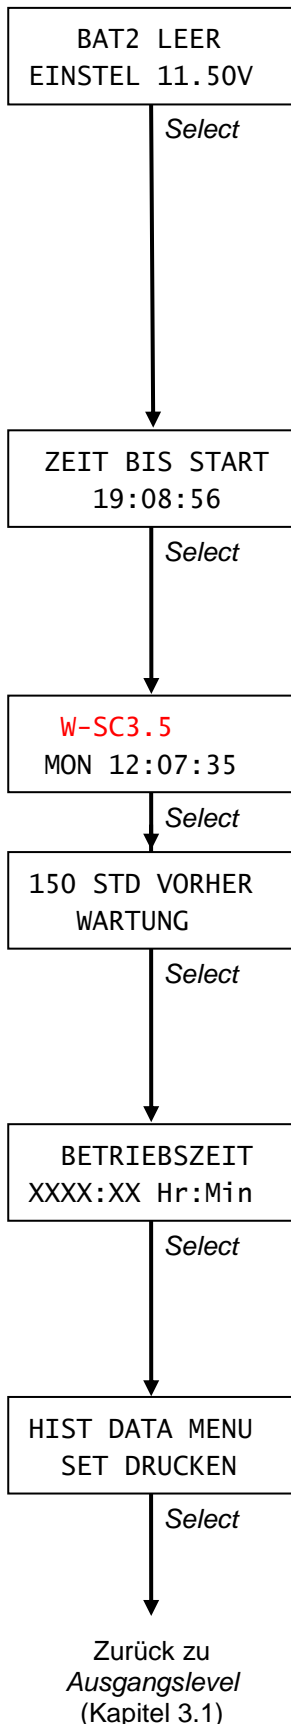 BAT2 LEER
EINSTEL 11.50V
Select
ZEIT BIS START
19:08:56
Select
W-SC3.5
MON 12:07:35
Select
150 STD VORHER
WARTUNG
Select
BETRIEBSZEIT
XXXX:XX Hr:Min
Select
HIST DATA MENU
SET DRUCKEN
Select
Zurück zu
Ausgangslevel
(Kapitel 3.1)